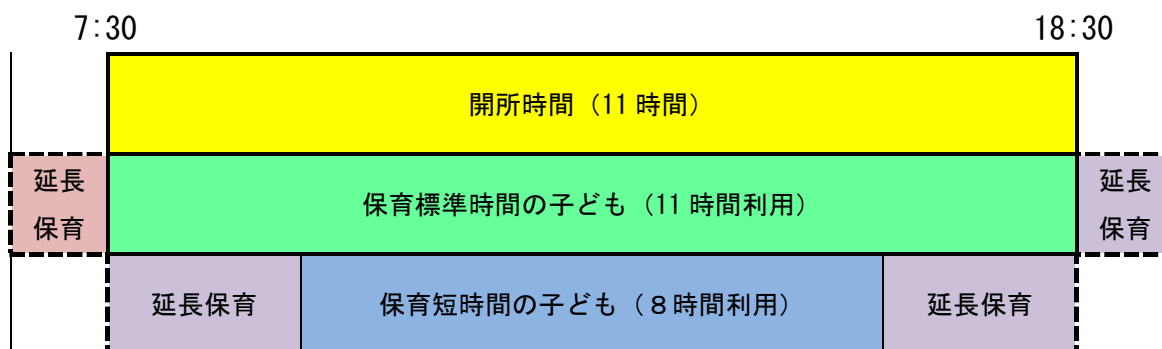 7:30
18:30
開所時間（11 時間）
延長
保育
保育標準時間の子ども（11 時間利用）
延長
保育
延長保育
保育短時間の子ども（８時間利用）
延長保育